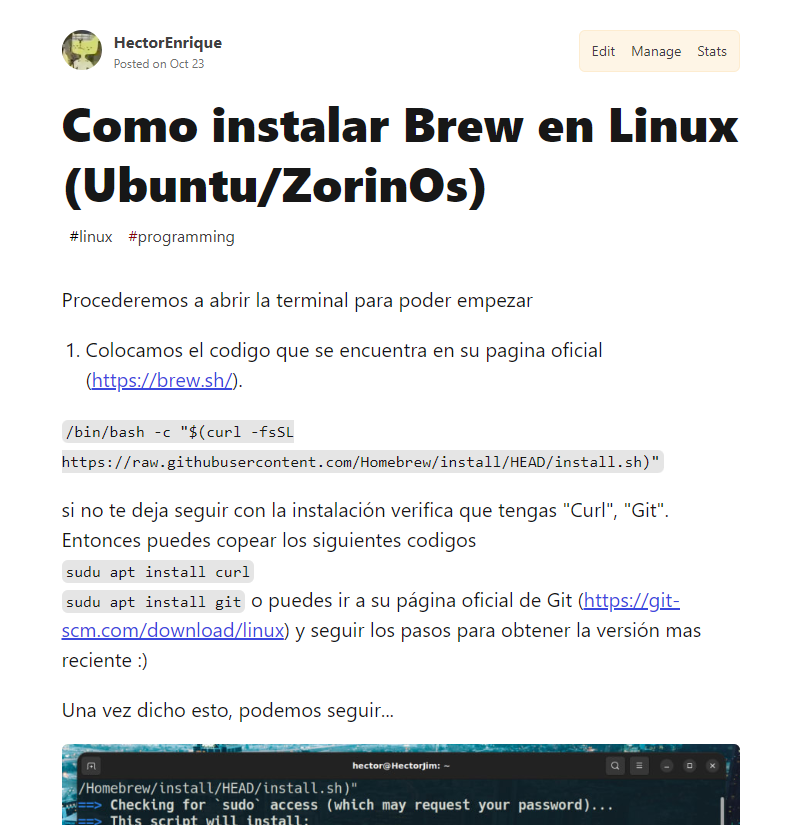 HectorEnrique
Posted on Oct 23
Edit Manage Stats
Como instalar Brew en Linux
(Ubuntu/ZorinOs)
#linux #programming
Procederemos a abrir la terminal para poder empezar
1. Colocamos el codigo que se encuentra en su pagina oficial
(https://brew.sh/).
/bin/bash -c "$(curl -fsSL
https://raw.githubusercontent.com/Homebrew/install/HEAD/install.sh)"
si no te deja seguir con la instalación verifica que tengas "Curl", "Git".
Entonces puedes copear los siguientes codigos
sudu apt install curl
sudu apt install git o puedes ir a su página oficial de Git (https://git-
scm.com/download/linux) y seguir los pasos para obtener la versión mas
reciente :)
Una vez dicho esto, podemos seguir...
hector@HectorJim: ~
/Homebrew/install/HEAD/install.sh)"
==> Checking for `sudo` access (which may request your password)...
==> This script will install: